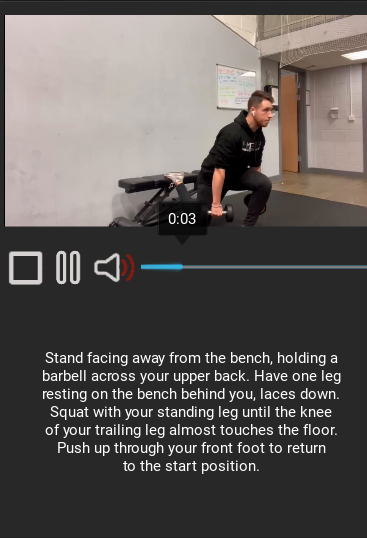 0:03
Stand facing away from the bench, holding a
barbell across your upper back. Have one leg
resting on the bench behind you, laces down.
Squat with your standing leg until the knee
of your trailing leg almost touches the floor.
Push up through your front foot to return
to the start position.